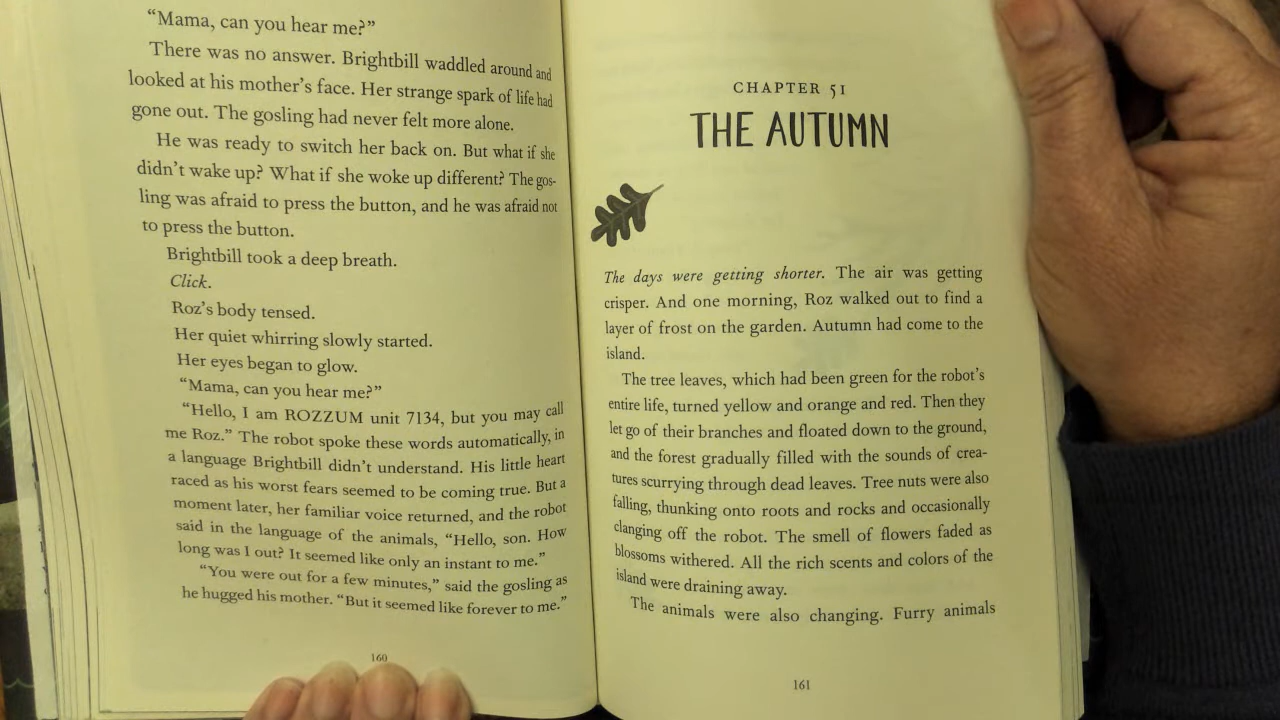 “Mama, can you hear me?”
There was no answer. Brightbill waddled around and
looked at his mother’s face. Her strange spark of life had
gone out. The gosling had never felt more alone.
He was ready to switch her back on. But what if she
didn’t wake up? What if she woke up different? The gos-
ling was afraid to press the button, and he was afraid not
to press the button.
Brightbill took a deep breath.
Click.
Roz’s body tensed.
Her quiet whirring slowly started.
Her eyes began to glow.
“Mama, can you hear me?”
“Hello, I am ROZZUM unit 7134, but you may call
me Roz.” The robot spoke these words automatically, in
a language Brightbill didn’t understand. His little heart
raced as his worst fears seemed to be coming true. But a
moment later, her familiar voice returned, and the robot
said in the language of the animals, “Hello, son. How
long was I out? It seemed like only an instant to me.”
“You were out for a few minutes,” said the gosling as
he hugged his mother. “But it seemed like forever to me.”
160
CHAPTER 51
THE AUTUMN
The days were getting shorter. The air was getting
crisper. And one morning, Roz walked out to find a
layer of frost on the garden. Autumn had come to the
island.
The tree leaves, which had been green for the robot’s
entire life, turned yellow and orange and red. Then they
let go of their branches and floated down to the ground,
and the forest gradually filled with the sounds of crea-
tures scurrying through dead leaves. Tree nuts were also
falling, thunking onto roots and rocks and occasionally
clanging off the robot. The smell of flowers faded as
blossoms withered. All the rich scents and colors of the
island were draining away.
The animals were also changing. Furry animals
161